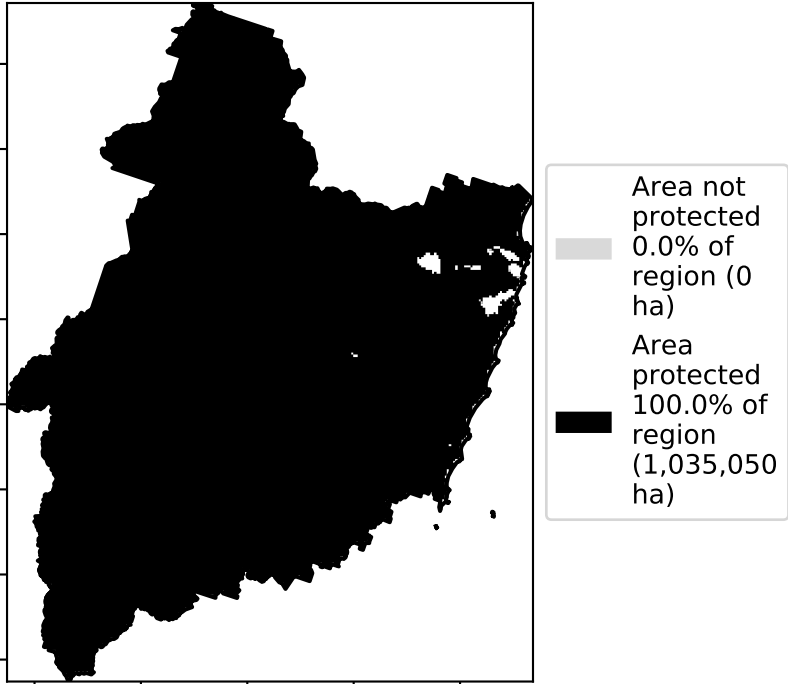 Area not
protected
0.0% of
region (0
ha)
Area
protected
100.0% of
region
(1,035,050
ha)